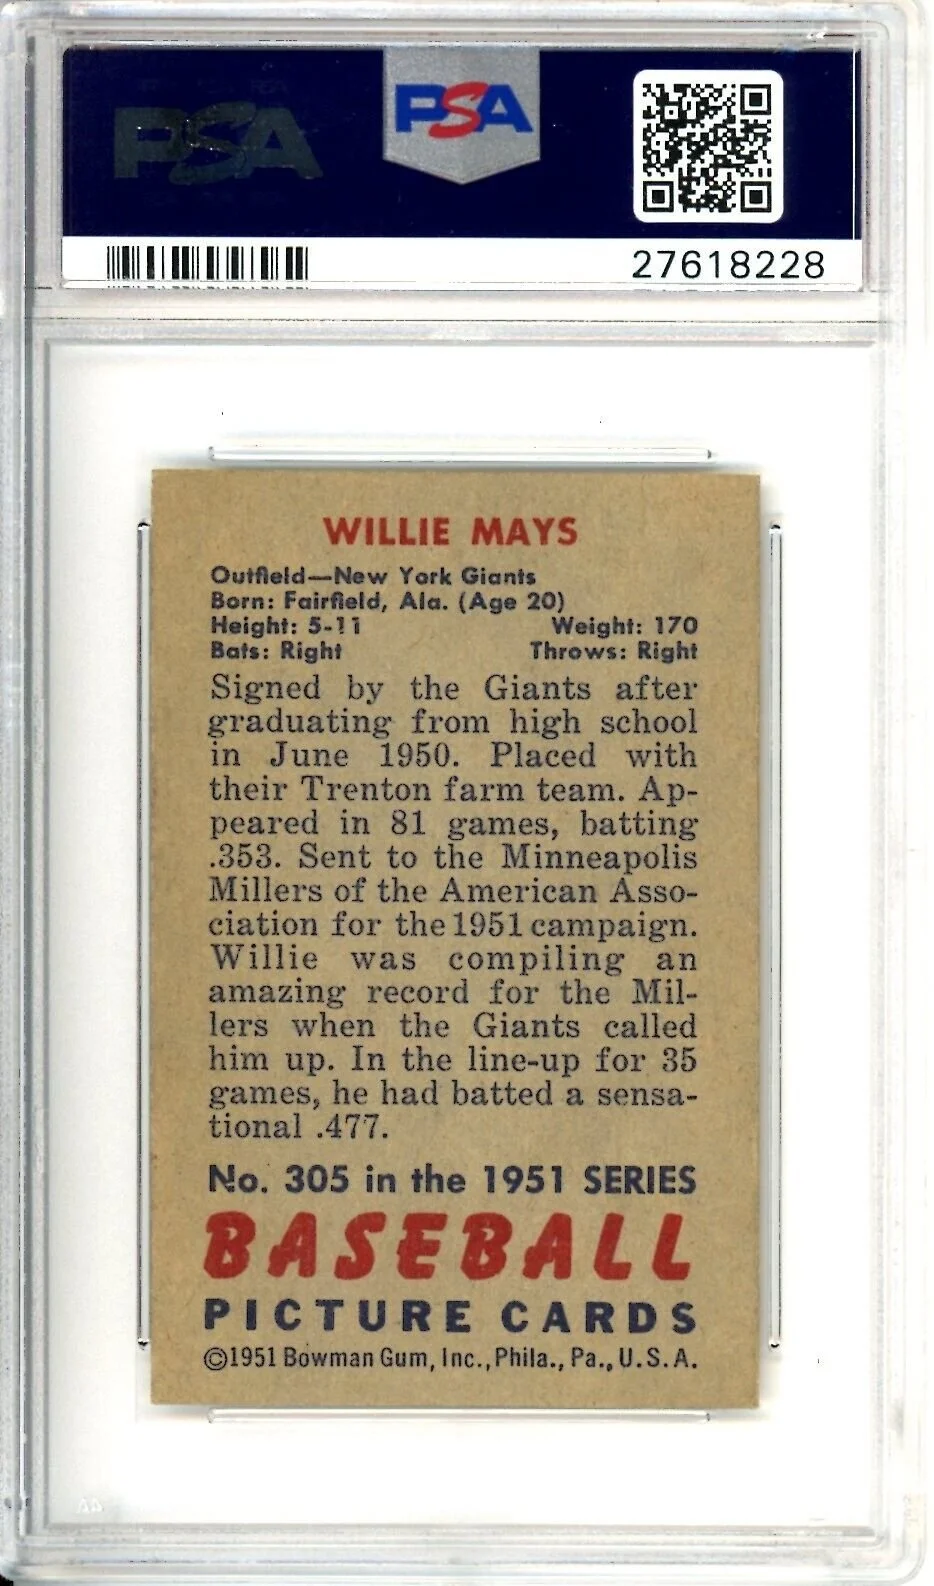 PSA
PSA
27618228
WILLIE MAYS
Outfield—New York Giants
Born: Fairfield, Ala. (Age 20)
Height: 5-11 Weight: 170
Bats: Right Throws: Right
Signed by the Giants after
graduating from high school
in June 1950. Placed with
their Trenton farm team. Ap-
peared in 81 games, batting
.353. Sent to the Minneapolis
Millers of the American Asso-
ciation for the 1951 campaign.
Willie was compiling an
amazing record for the Mil-
lers when the Giants called
him up. In the line-up for 35
games, he had batted a sensa-
tional .477.
No. 305 in the 1951 SERIES
BASEBALL
PICTURE CARDS
©1951 Bowman Gum, Inc., Phila., Pa., U.S.A.